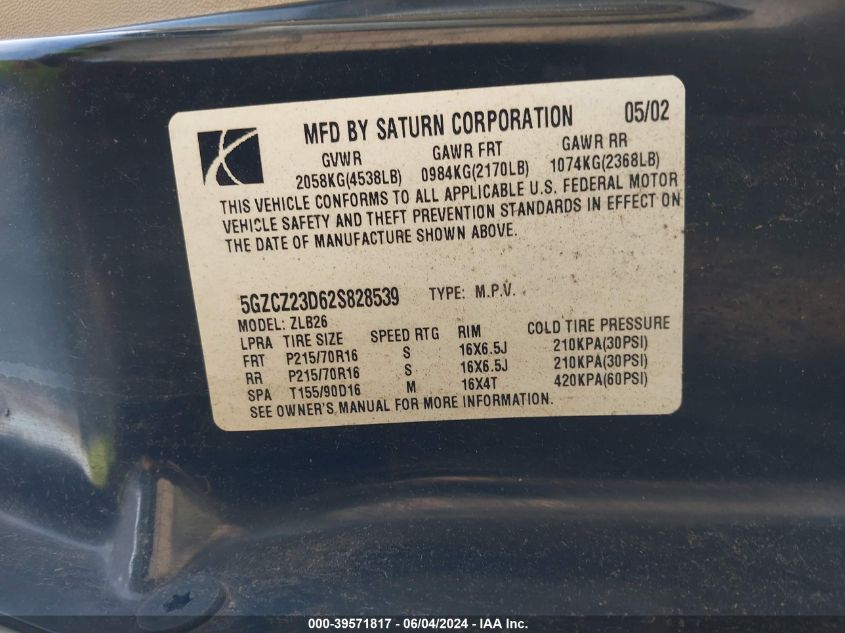 MFD BY SATURN CORPORATION 05/02
GVWR GAWR FRT GAWR RR
2058KG(4538LB) 0984KG(2170LB) 1074KG(2368LB)
THIS VEHICLE CONFORMS TO ALL APPLICABLE U.S. FEDERAL MOTOR
VEHICLE SAFETY AND THEFT PREVENTION STANDARDS IN EFFECT ON
THE DATE OF MANUFACTURE SHOWN ABOVE.
5GZCZ23D62S828539 TYPE: M.P.V.
MODEL: ZLB26
LPRA TIRE SIZE SPEED RTG RIM COLD TIRE PRESSURE
FRT P215/70R16 S 16X6.5J 210KPA(30PSI)
RR P215/70R16 S 16X6.5J 210KPA(30PSI)
SPA T155/90D16 M 16X4T 420KPA(60PSI)
SEE OWNER'S MANUAL FOR MORE INFORMATION.
000-39571817 - 06/04/2024 - IAA Inc.